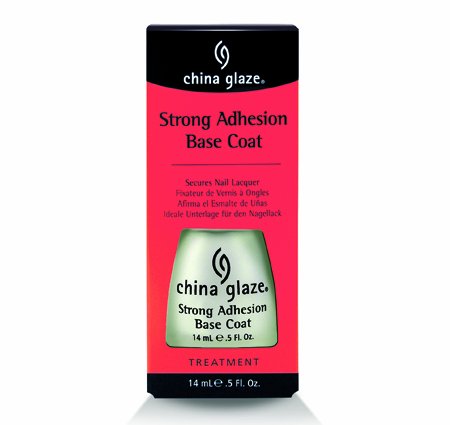 china glaze®
Strong Adhesion
Base Coat
Secures Nail Lacquer
Fixateur de Vernis à Ongles
Afirma el Esmalte de Uñas
Ideale Unterlage für den Nagellack
china glaze®
Strong Adhesion
Base Coat
14 mL ℮ .5 Fl. Oz.
TREATMENT
14 mL ℮ .5 Fl. Oz.